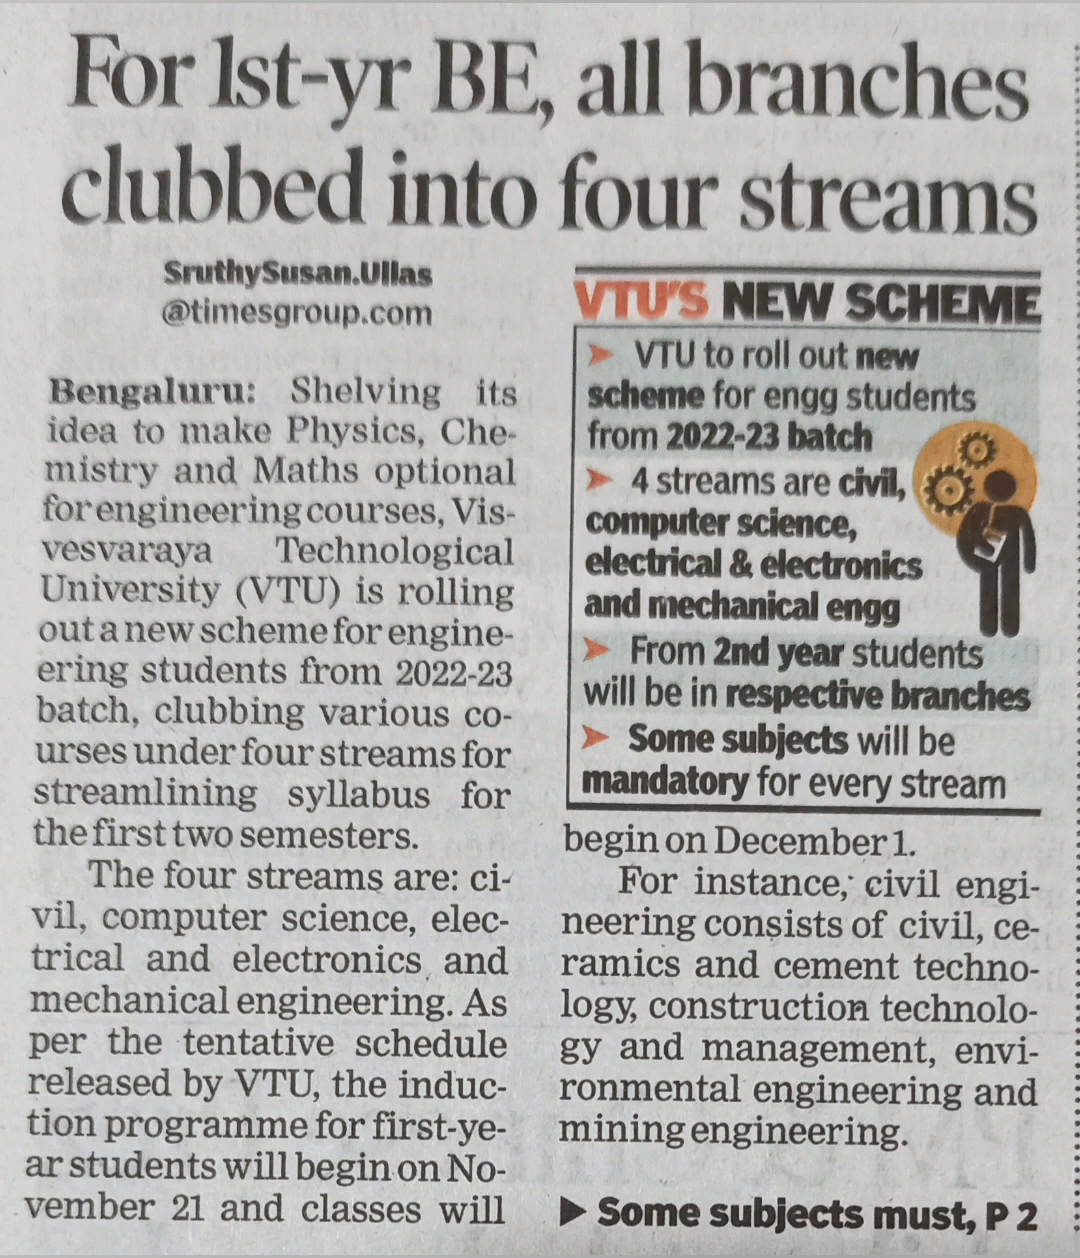 For 1st-yr BE, all branches
clubbed into four streams
SruthySusan.Ullas
@timesgroup.com
Bengaluru: Shelving its
idea to make Physics, Che-
mistry and Maths optional
for engineering courses, Vis-
vesvaraya Technological
University (VTU) is rolling
out a new scheme for engine-
ering students from 2022-23
batch, clubbing various co-
urses under four streams for
streamlining syllabus for
the first two semesters.
The four streams are: ci-
vil, computer science, elec-
trical and electronics and
mechanical engineering. As
per the tentative schedule
released by VTU, the induc-
tion programme for first-ye-
ar students will begin on No-
vember 21 and classes will
VTU'S NEW SCHEME
➤ VTU to roll out new
scheme for engg students
from 2022-23 batch
➤ 4 streams are civil,
computer science,
electrical & electronics
and mechanical engg
➤ From 2nd year students
will be in respective branches
➤ Some subjects will be
mandatory for every stream
begin on December 1.
For instance, civil engi-
neering consists of civil, ce-
ramics and cement techno-
logy, construction technolo-
gy and management, envi-
ronmental engineering and
mining engineering.
▶ Some subjects must, P 2